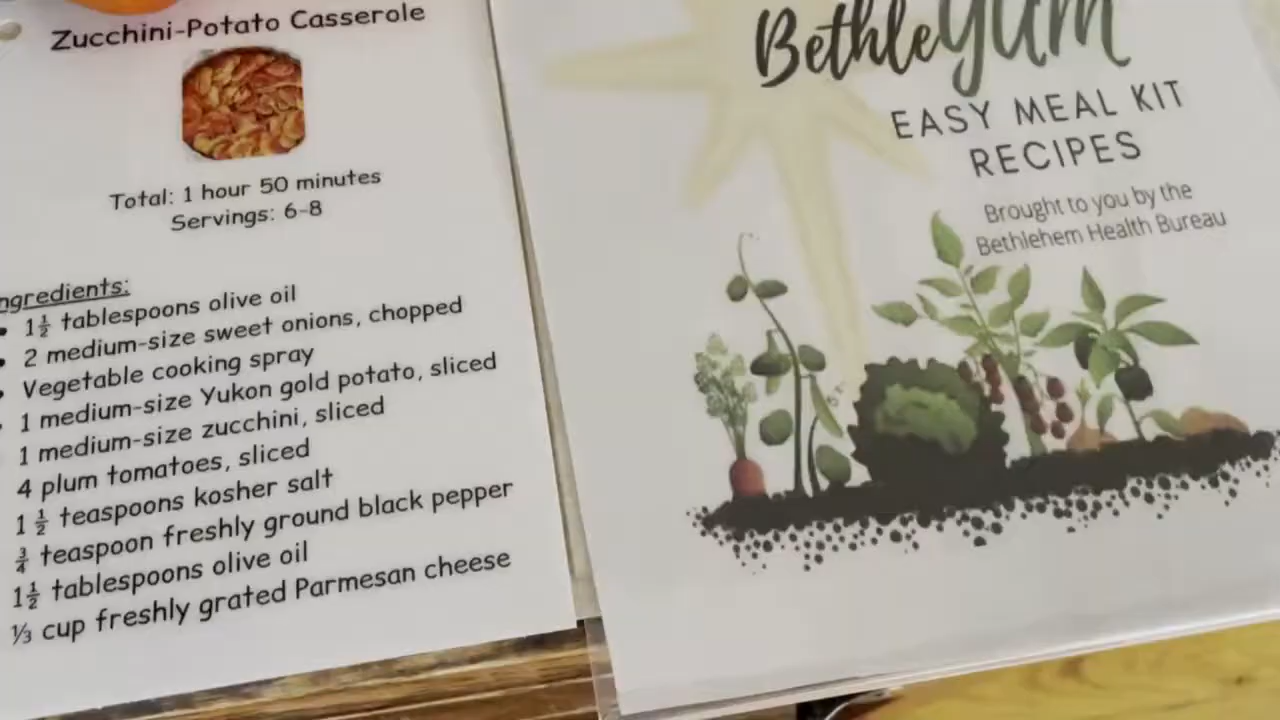 Zucchini-Potato Casserole
Total: 1 hour 50 minutes
Servings: 6-8
ngredients:
1½ tablespoons olive oil
2 medium-size sweet onions, chopped
Vegetable cooking spray
1 medium-size Yukon gold potato, sliced
1 medium-size zucchini, sliced
4 plum tomatoes, sliced
1 ½ teaspoons kosher salt
¾ teaspoon freshly ground black pepper
1½ tablespoons olive oil
⅓ cup freshly grated Parmesan cheese
BethleYUM
EASY MEAL KIT
RECIPES
Brought to you by the
Bethlehem Health Bureau